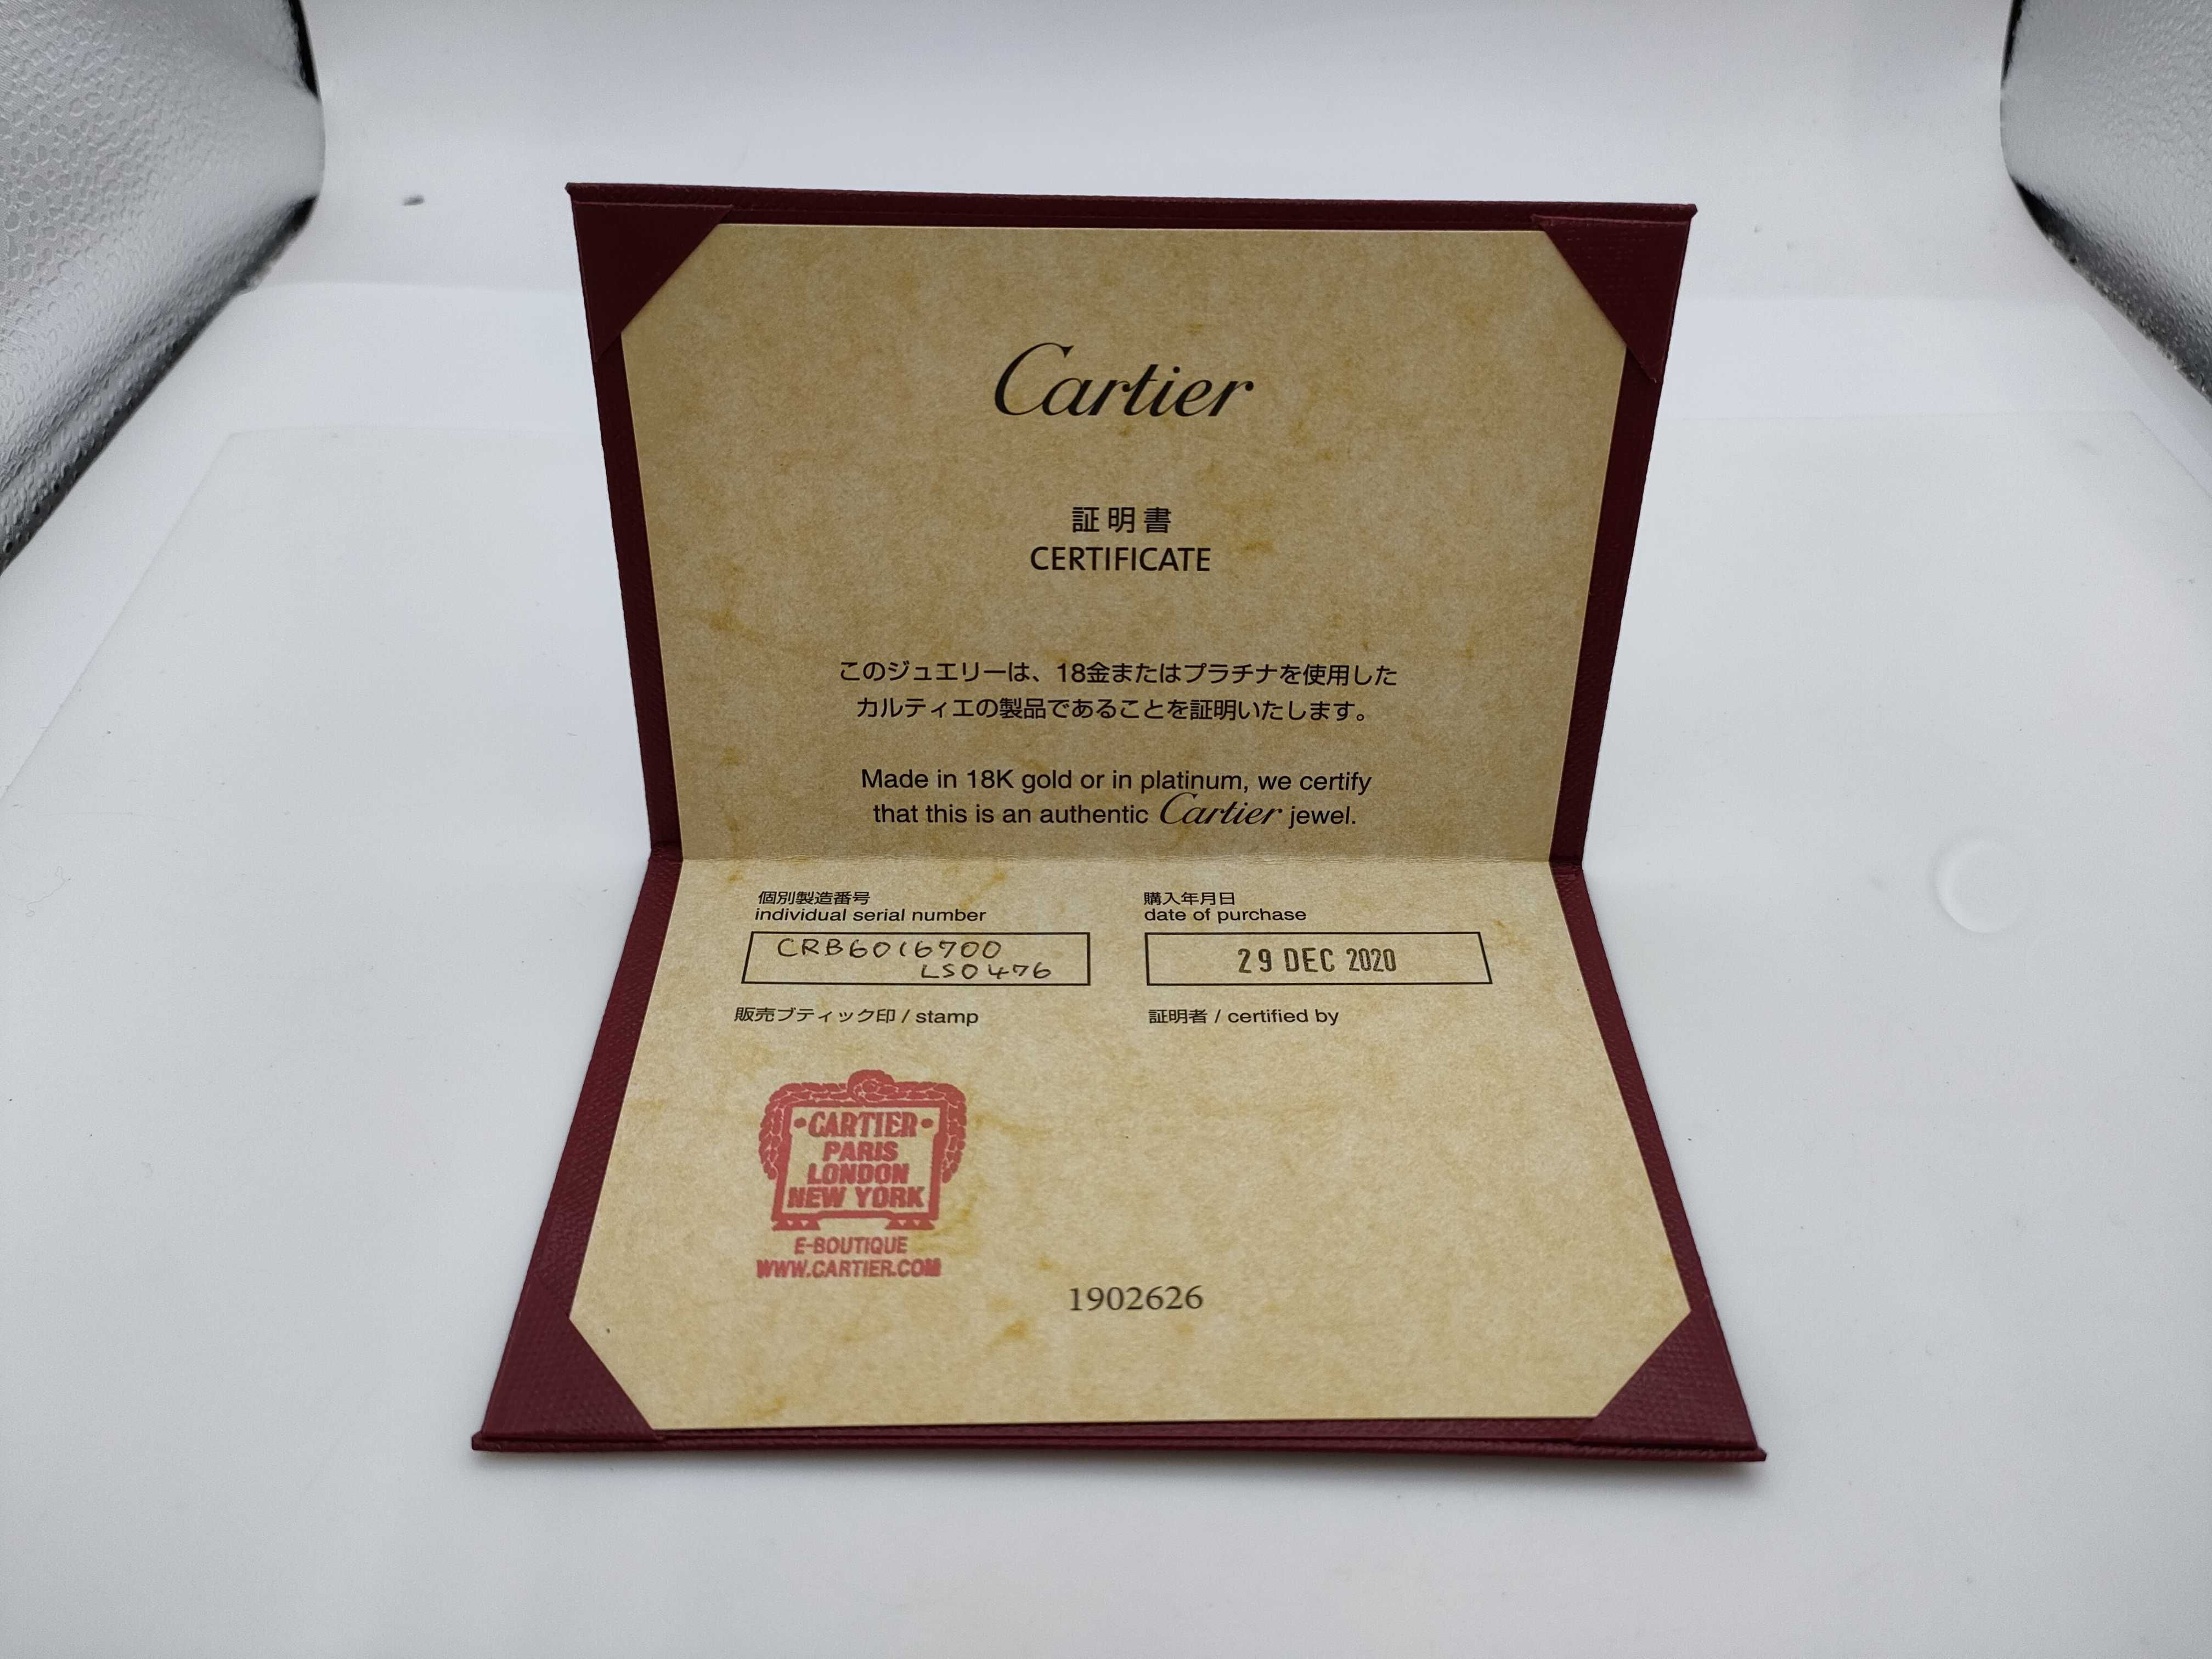 Cartier
証明書
CERTIFICATE
このジュエリーは、18金またはプラチナを使用した
カルティエの製品であることを証明いたします。
Made in 18K gold or in platinum, we certify
that this is an authentic Cartier jewel.
個別製造番号
individual serial number
CRB6016700
LSO476
購入年月日
date of purchase
29 DEC 2020
販売ブティック印 / stamp
証明者 / certified by
・CARTIER・
PARIS
LONDON
NEW YORK
E-BOUTIQUE
WWW.CARTIER.COM
1902626